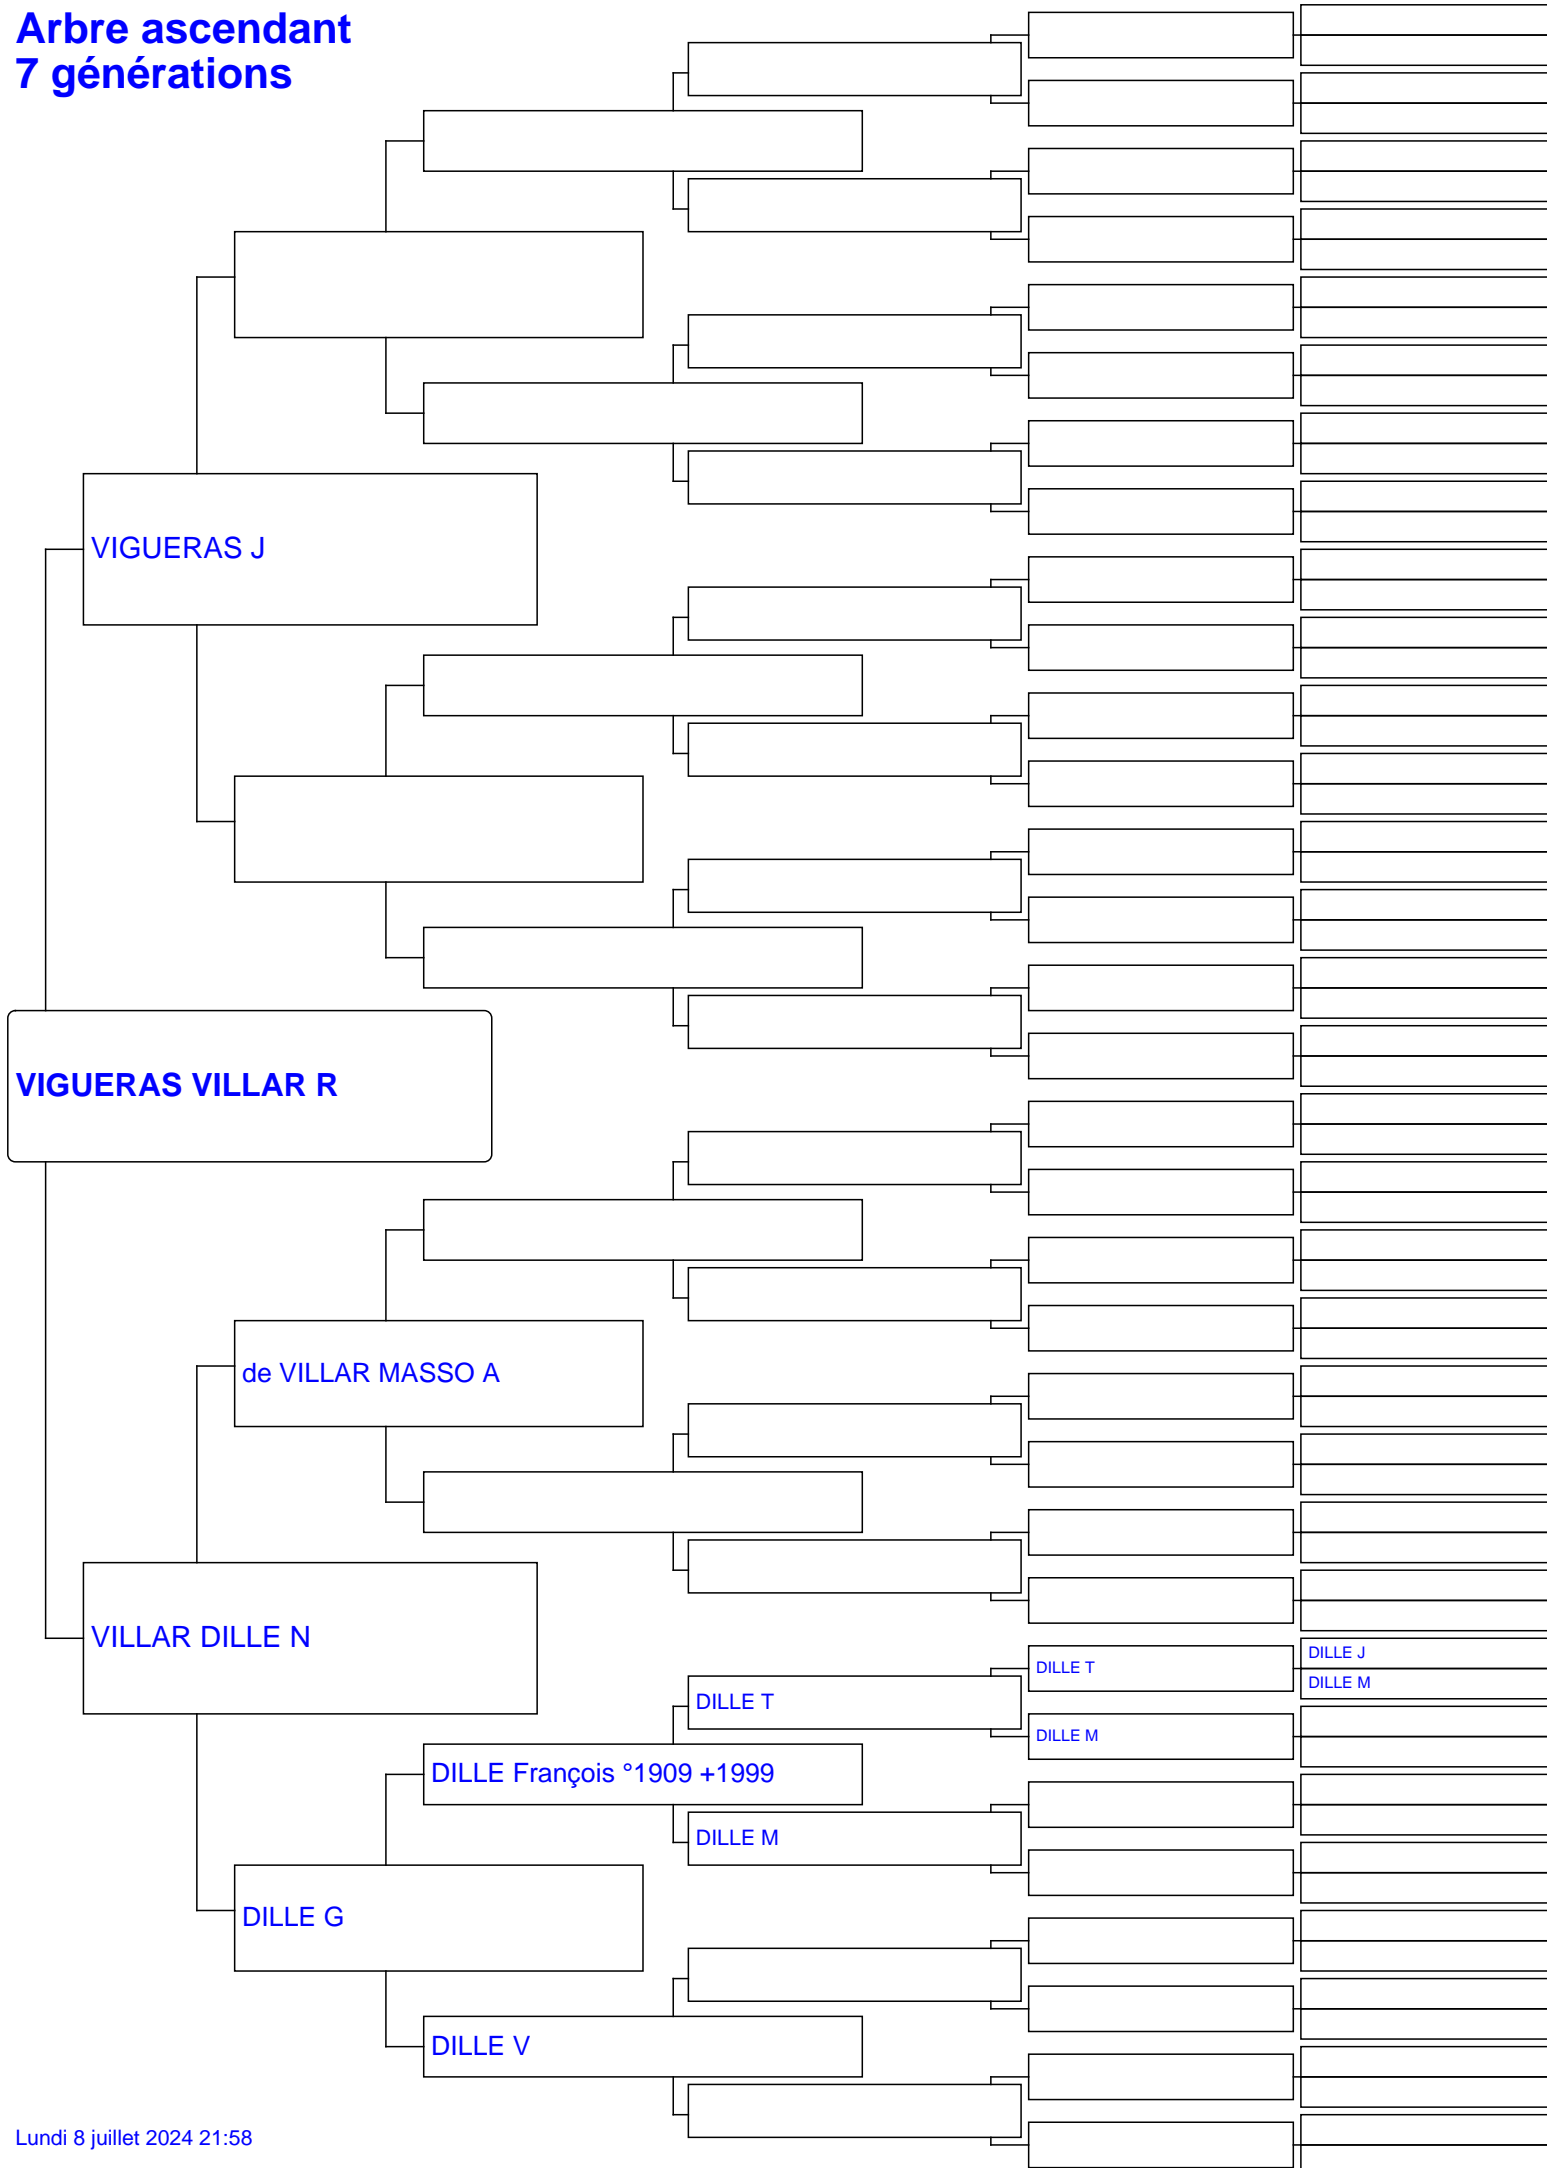 Arbre ascendant
7 générations
VIGUERAS J
VIGUERAS VILLAR R
de VILLAR MASSO A
VILLAR DILLE N
DILLE T
DILLE J
DILLE M
DILLE T
DILLE M
DILLE François °1909 +1999
DILLE M
DILLE G
DILLE V
Lundi 8 juillet 2024 21:58